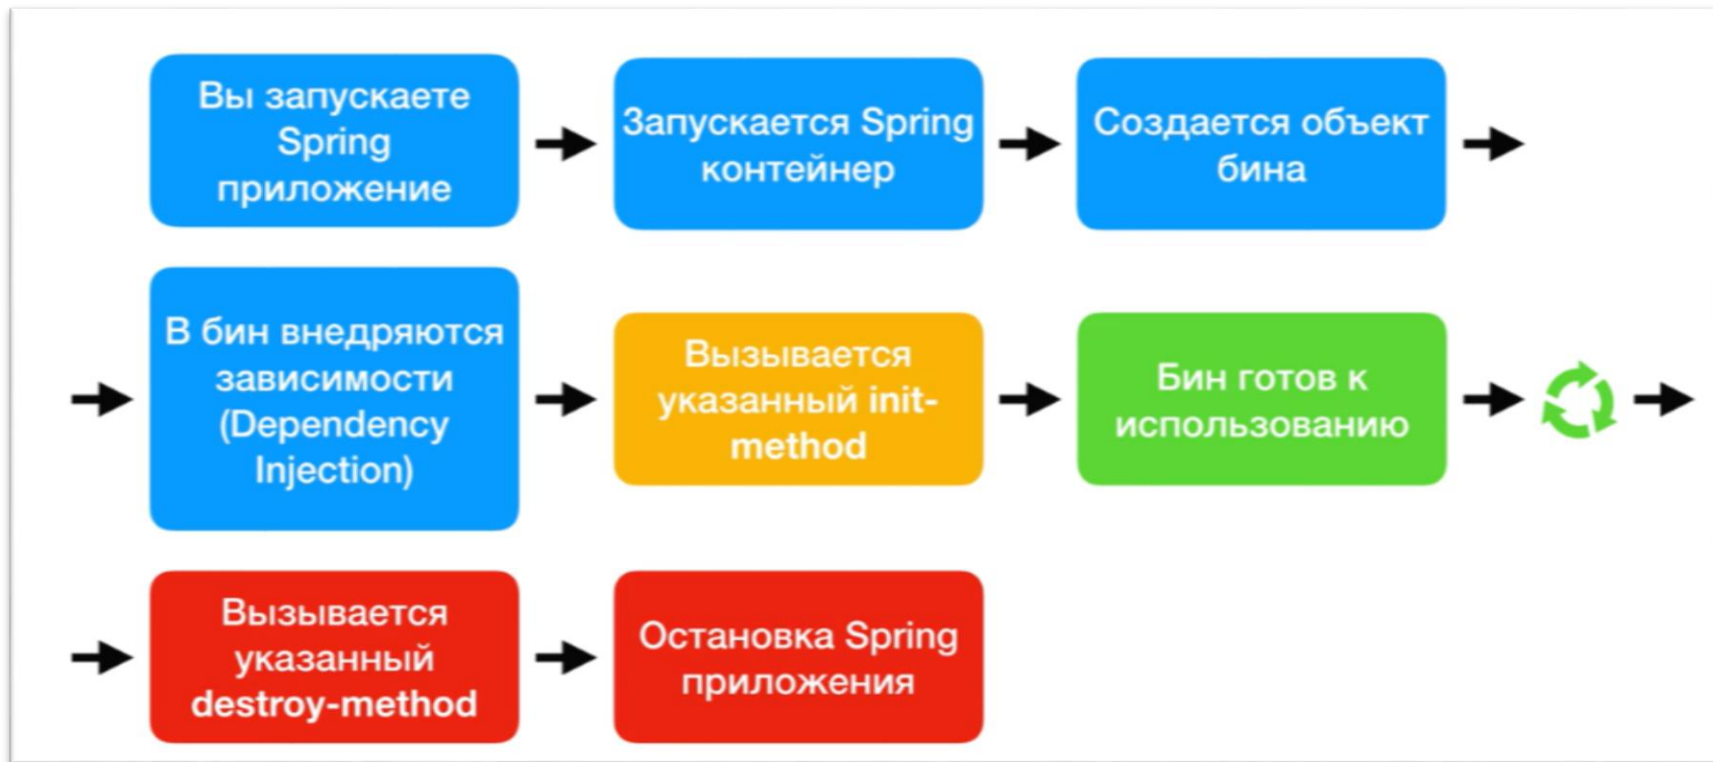 Вы запускаете
Spring
приложение
Запускается Spring
контейнер
Создается объект
бина
В бин внедряются
зависимости
(Dependency
Injection)
Вызывается
указанный init-
method
Бин готов к
использованию
Вызывается
указанный
destroy-method
Остановка Spring
приложения